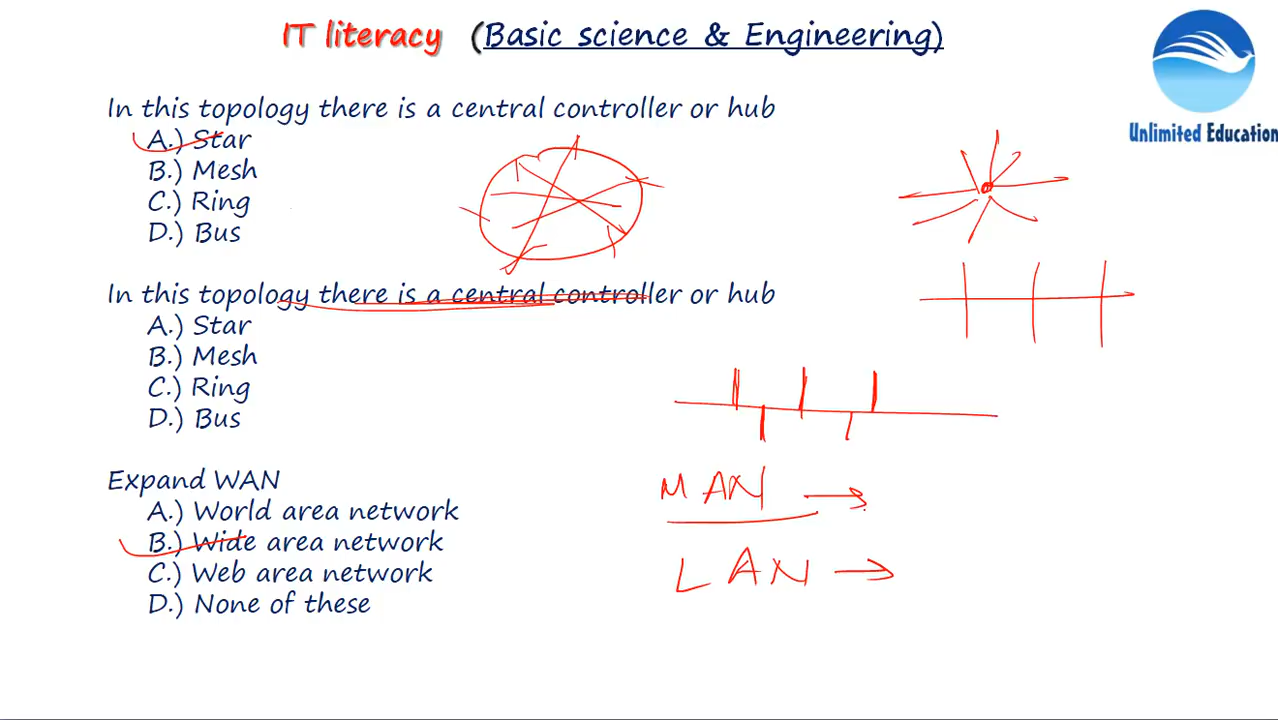 IT literacy (Basic science & Engineering)
Unlimited Education
In this topology there is a central controller or hub
A.) Star
B.) Mesh
C.) Ring
D.) Bus
In this topology there is a central controller or hub
A.) Star
B.) Mesh
C.) Ring
D.) Bus
Expand WAN
A.) World area network
B.) Wide area network
C.) Web area network
D.) None of these
MAN
LAN